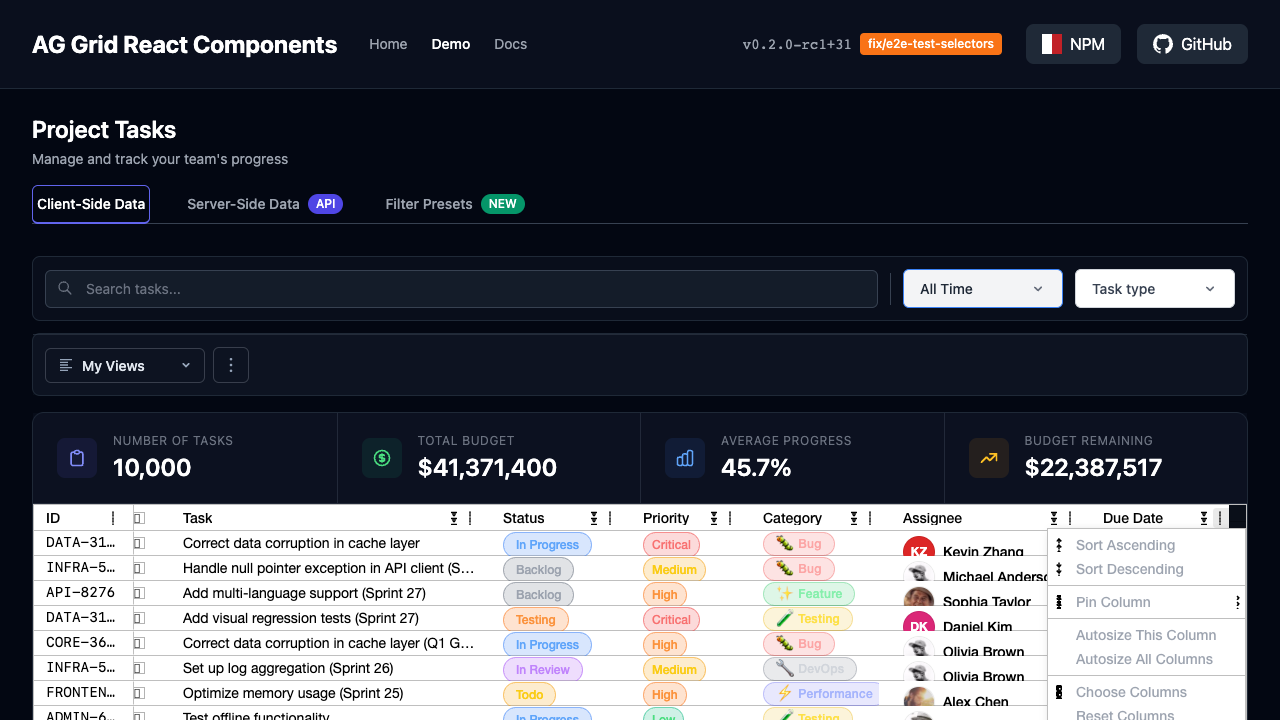 AG Grid React Components Home Demo Docs v0.2.0-rc1+31 fix/e2e-test-selectors NPM GitHub
Project Tasks
Manage and track your team's progress
Client-Side Data Server-Side Data API Filter Presets NEW
Search tasks... All Time Task type
My Views
NUMBER OF TASKS TOTAL BUDGET AVERAGE PROGRESS BUDGET REMAINING
10,000 $41,371,400 45.7% $22,387,517
ID Task Status Priority Category Assignee Due Date
DATA-31… Correct data corruption in cache layer In Progress Critical Bug KZ Kevin Zhang
INFRA-5… Handle null pointer exception in API client (S… Backlog Medium Bug Michael Anderso
API-8276 Add multi-language support (Sprint 27) Backlog High Feature Sophia Taylor
DATA-31… Add visual regression tests (Sprint 27) Testing Critical Testing DK Daniel Kim
CORE-36… Correct data corruption in cache layer (Q1 G… In Progress High Bug Olivia Brown
INFRA-5… Set up log aggregation (Sprint 26) In Review Medium DevOps Olivia Brown
FRONTEN… Optimize memory usage (Sprint 25) Todo High Performance Alex Chen
ADMIN-6… Test offline functionality In Progress Low Testing
Sort Ascending
Sort Descending
Pin Column
Autosize This Column
Autosize All Columns
Choose Columns
Reset Columns